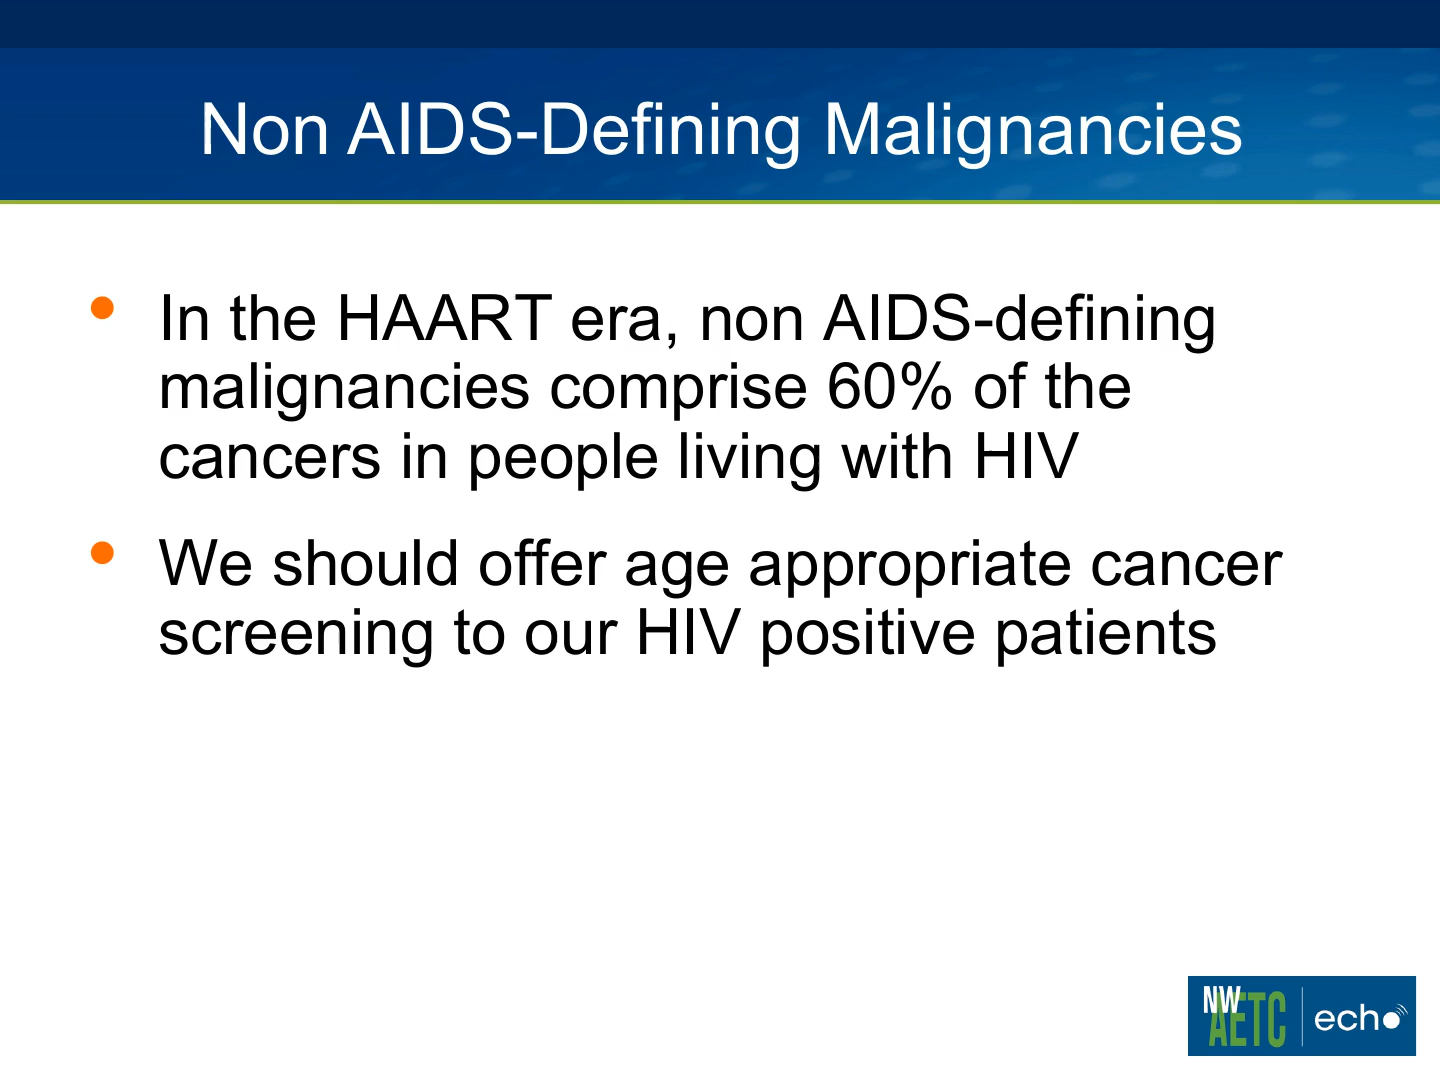 Non AIDS-Defining Malignancies
• In the HAART era, non AIDS-defining
malignancies comprise 60% of the
cancers in people living with HIV
• We should offer age appropriate cancer
screening to our HIV positive patients
NW
AETC echo